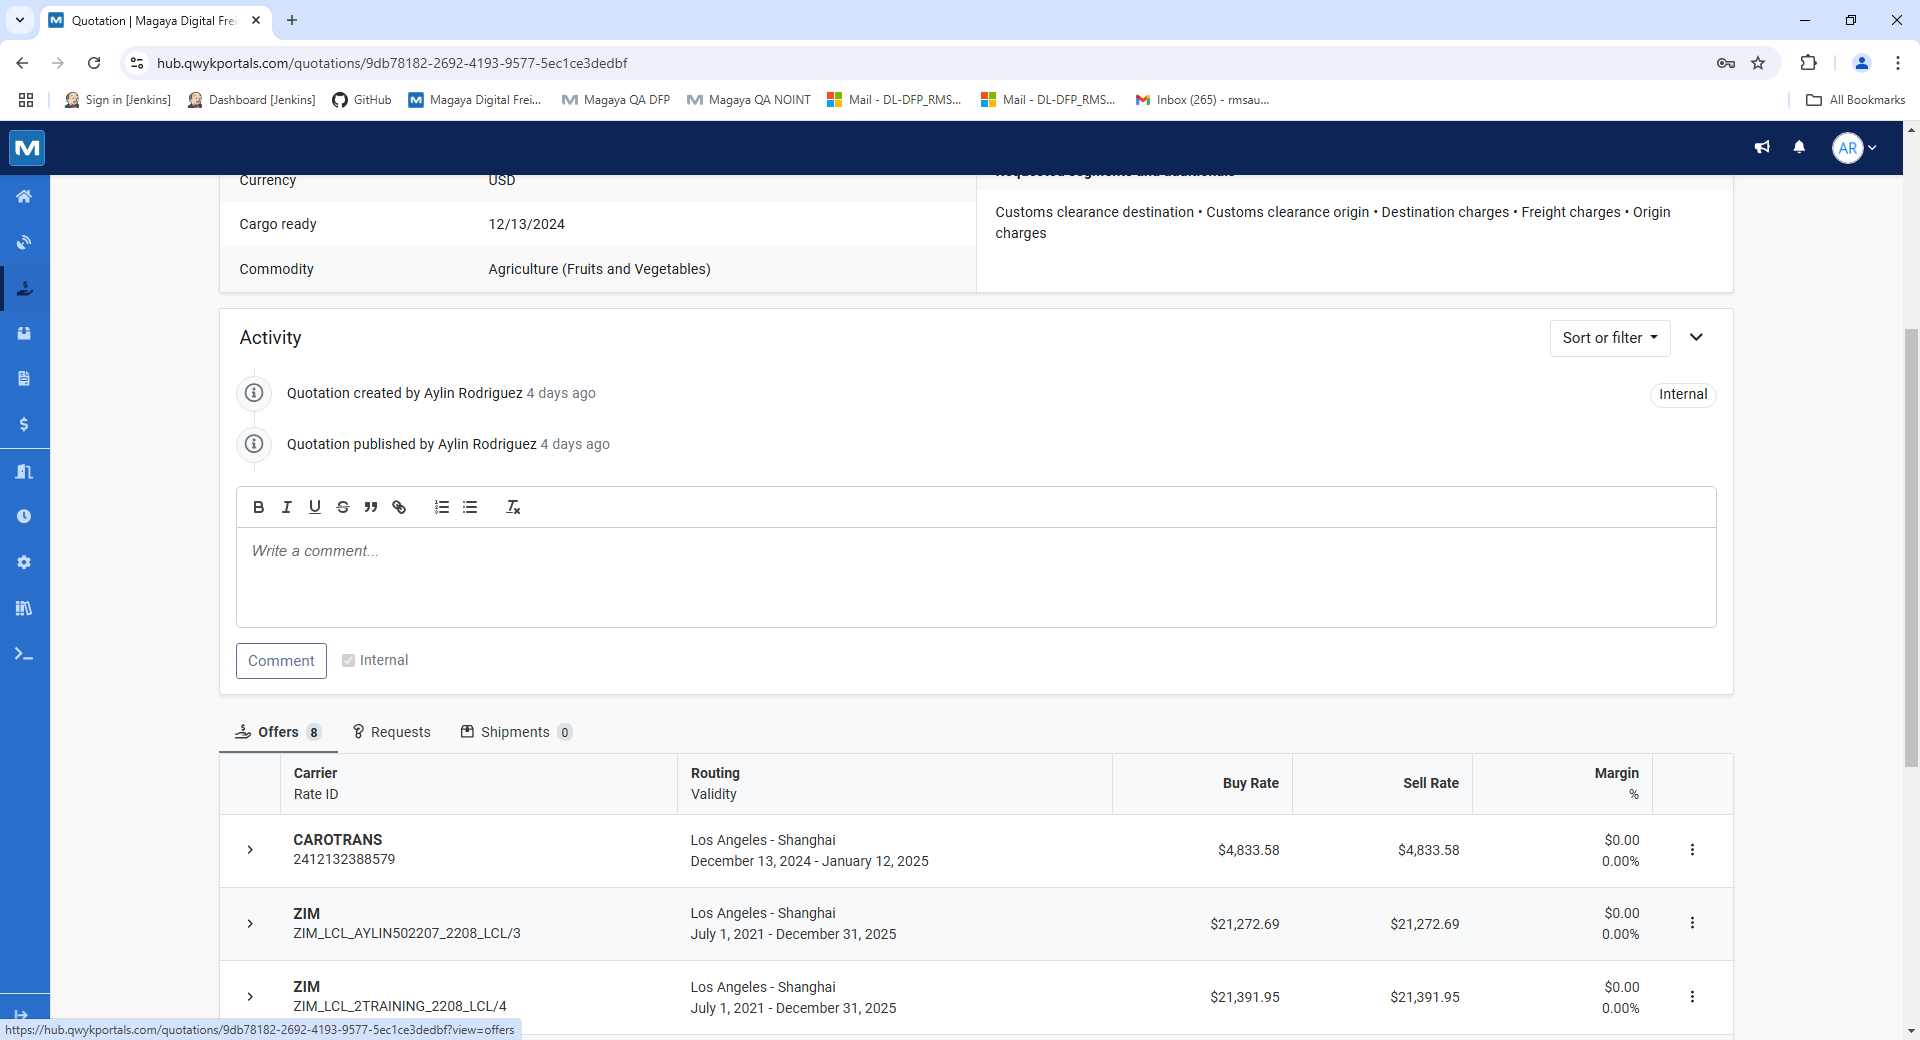 Quotation | Magaya Digital Frei
hub.qwykportals.com/quotations/9db78182-2692-4193-9577-5ec1ce3dedbf
Sign in [Jenkins]
Dashboard [Jenkins]
GitHub
Magaya Digital Frei...
Magaya QA DFP
Magaya QA NOINT
Mail - DL-DFP_RMS...
Mail - DL-DFP_RMS...
Inbox (265) - rmsau...
All Bookmarks
AR
Currency USD
Requested segments and additionals
Cargo ready 12/13/2024
Customs clearance destination • Customs clearance origin • Destination charges • Freight charges • Origin
charges
Commodity Agriculture (Fruits and Vegetables)
Activity
Sort or filter
Quotation created by Aylin Rodriguez 4 days ago
Internal
Quotation published by Aylin Rodriguez 4 days ago
Write a comment...
Comment
Internal
Offers 8
Requests
Shipments 0
Carrier
Rate ID
Routing
Validity
Buy Rate
Sell Rate
Margin
%
CAROTRANS
2412132388579
Los Angeles - Shanghai
December 13, 2024 - January 12, 2025
$4,833.58
$4,833.58
$0.00
0.00%
ZIM
ZIM_LCL_AYLIN502207_2208_LCL/3
Los Angeles - Shanghai
July 1, 2021 - December 31, 2025
$21,272.69
$21,272.69
$0.00
0.00%
ZIM
ZIM_LCL_2TRAINING_2208_LCL/4
Los Angeles - Shanghai
July 1, 2021 - December 31, 2025
$21,391.95
$21,391.95
$0.00
0.00%
https://hub.qwykportals.com/quotations/9db78182-2692-4193-9577-5ec1ce3dedbf?view=offers